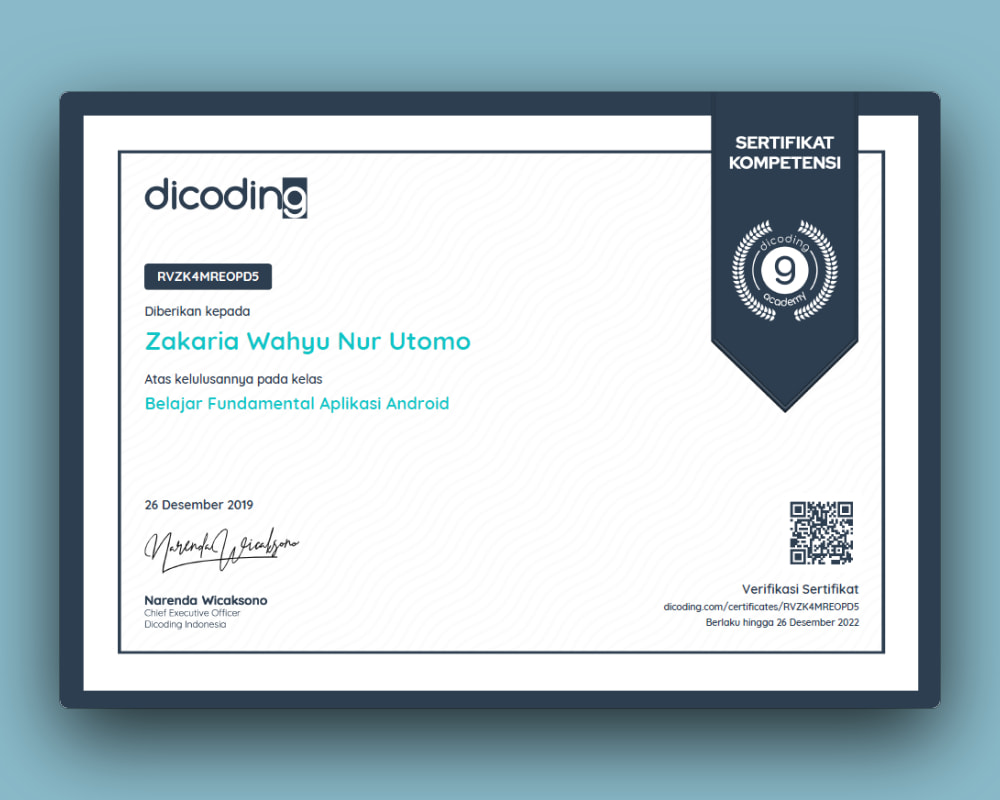 SERTIFIKAT
KOMPETENSI
dicoding
dicoding
g
academy
RVZK4MREOPD5
Diberikan kepada
Zakaria Wahyu Nur Utomo
Atas kelulusannya pada kelas
Belajar Fundamental Aplikasi Android
26 Desember 2019
Narenda Wicaksono
Narenda Wicaksono
Chief Executive Officer
Dicoding Indonesia
Verifikasi Sertifikat
dicoding.com/certificates/RVZK4MREOPD5
Berlaku hingga 26 Desember 2022